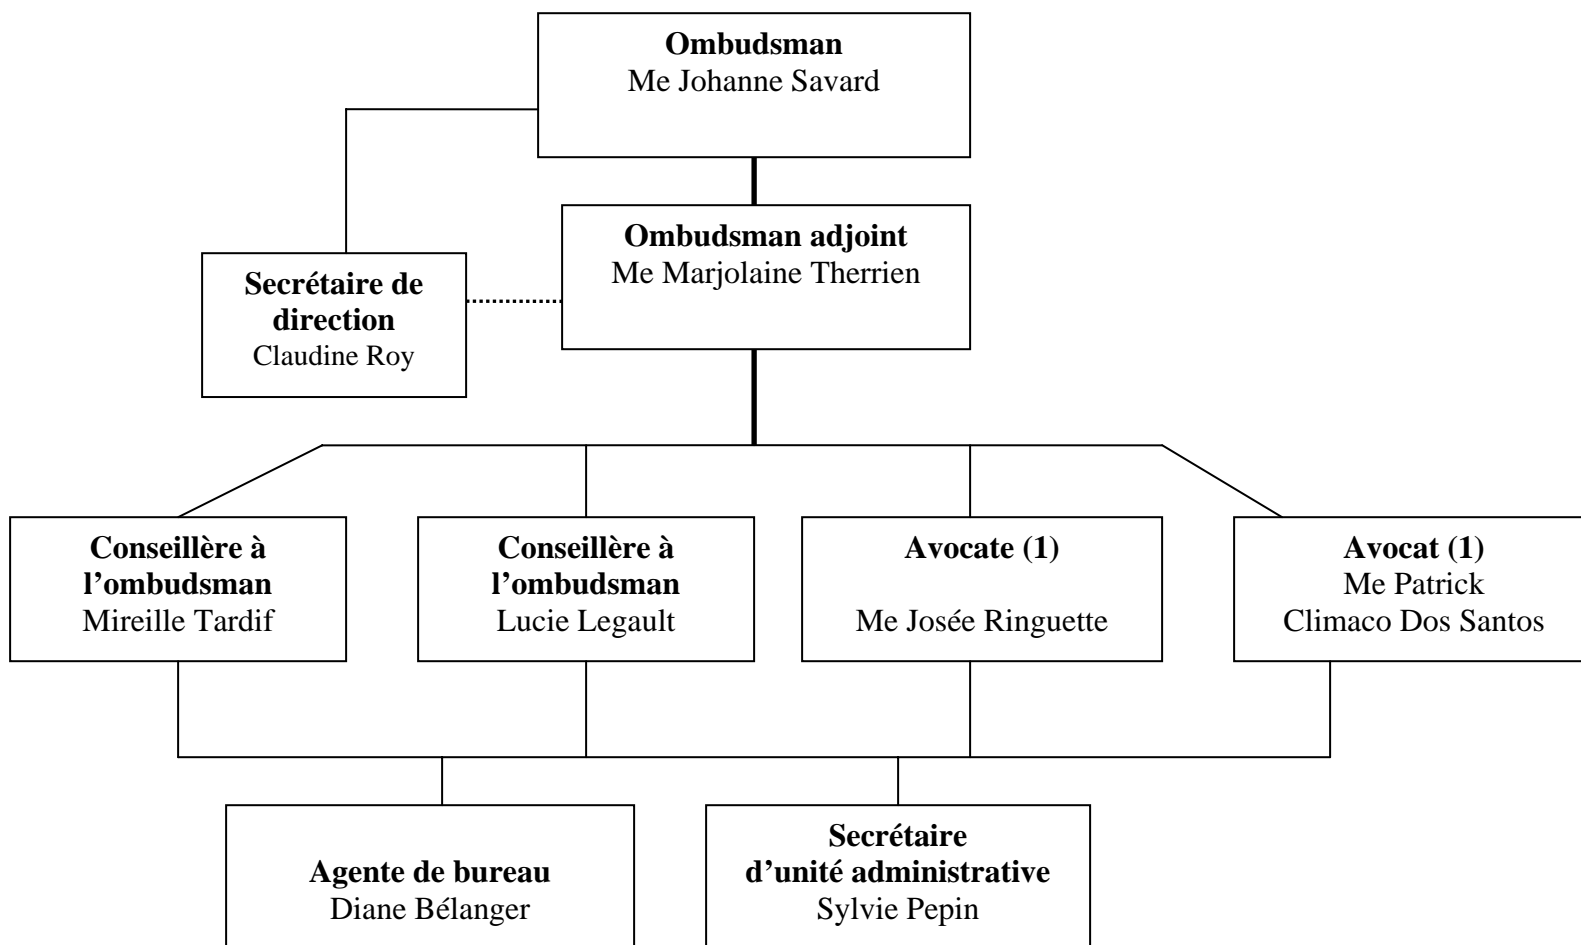 Ombudsman
Me Johanne Savard
Ombudsman adjoint
Me Marjolaine Therrien
Secrétaire de
direction
Claudine Roy
Conseillère à
l’ombudsman
Mireille Tardif
Conseillère à
l’ombudsman
Lucie Legault
Avocate (1)
Me Josée Ringuette
Avocat (1)
Me Patrick
Climaco Dos Santos
Agente de bureau
Diane Bélanger
Secrétaire
d’unité administrative
Sylvie Pepin